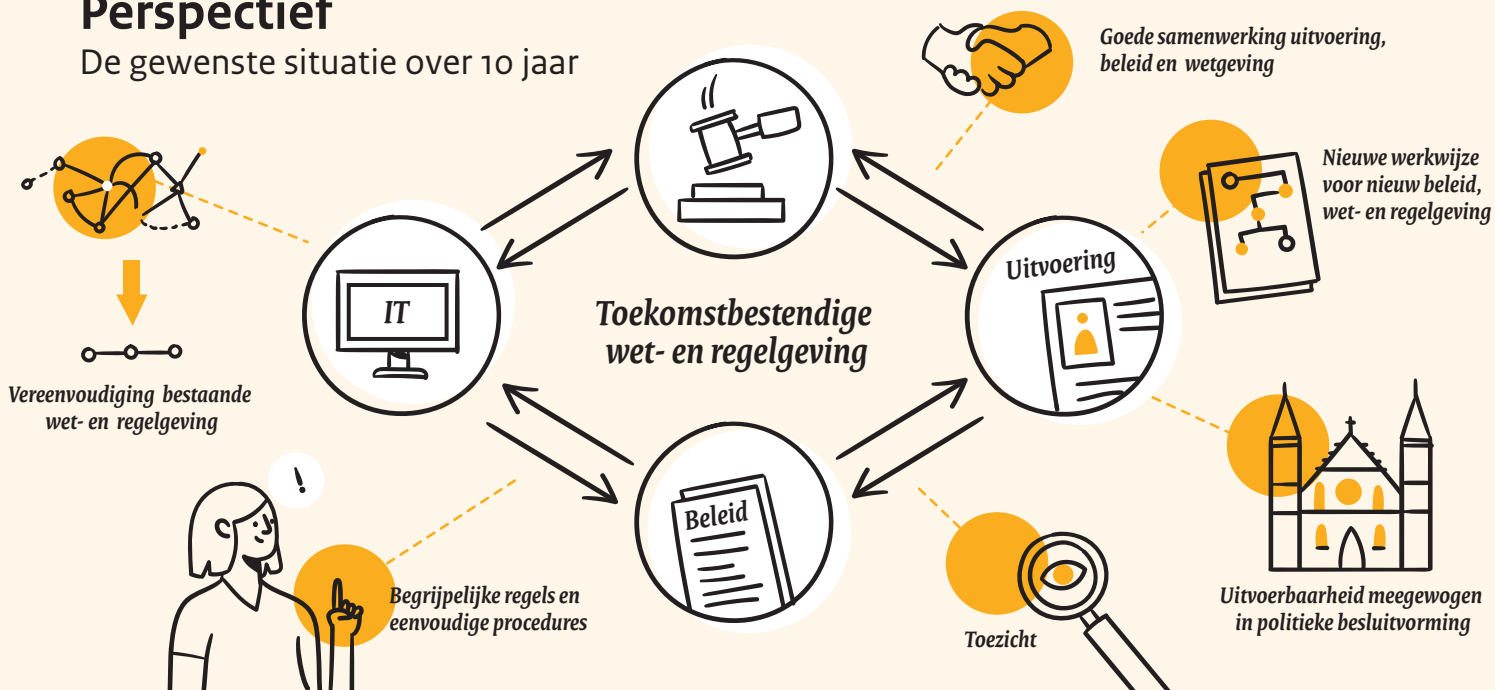 Perspectief
De gewenste situatie over 10 jaar
Goede samenwerking uitvoering,
beleid en wetgeving
Nieuwe werkwijze
voor nieuw beleid,
wet- en regelgeving
Uitvoering
IT
Toekomstbestendige
wet- en regelgeving
Vereenvoudiging bestaande
wet- en regelgeving
!
Beleid
Begrijpelijke regels en
eenvoudige procedures
Toezicht
Uitvoerbaarheid meegewogen
in politieke besluitvorming